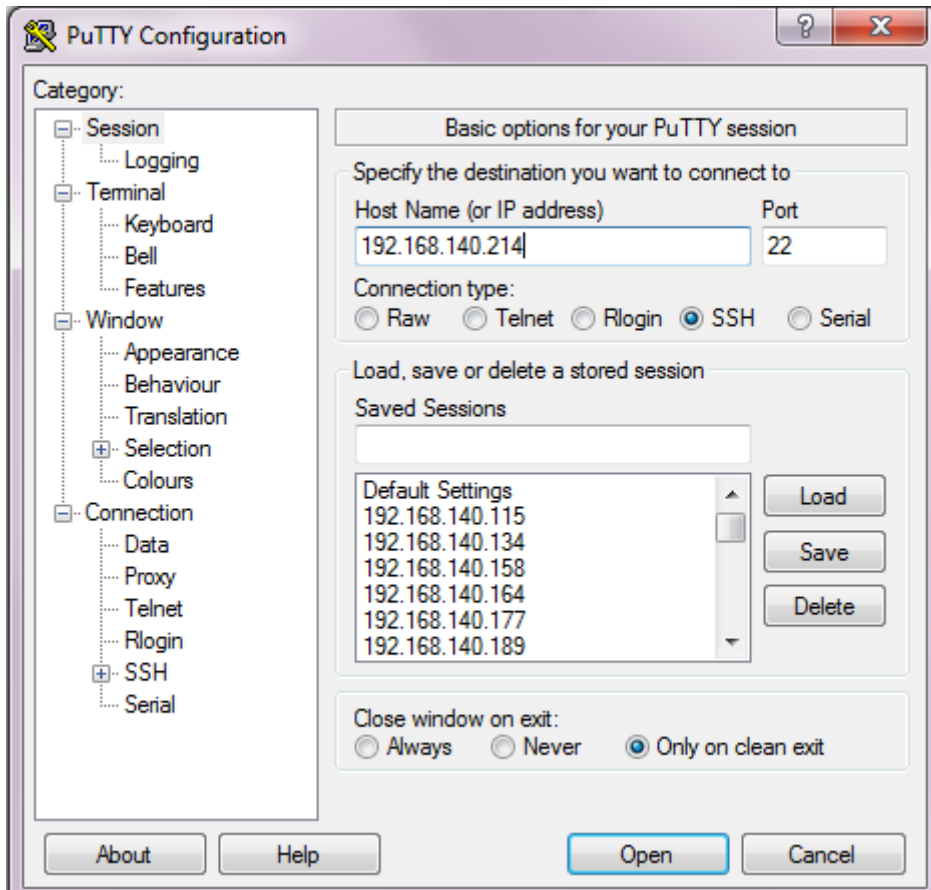 PuTTY Configuration
Category:
Session
Logging
Terminal
Keyboard
Bell
Features
Window
Appearance
Behaviour
Translation
Selection
Colours
Connection
Data
Proxy
Telnet
Rlogin
SSH
Serial
Basic options for your PuTTY session
Specify the destination you want to connect to
Host Name (or IP address) Port
192.168.140.214 22
Connection type:
Raw Telnet Rlogin SSH Serial
Load, save or delete a stored session
Saved Sessions
Default Settings
192.168.140.115
192.168.140.134
192.168.140.158
192.168.140.164
192.168.140.177
192.168.140.189
Load
Save
Delete
Close window on exit:
Always Never Only on clean exit
About Help Open Cancel